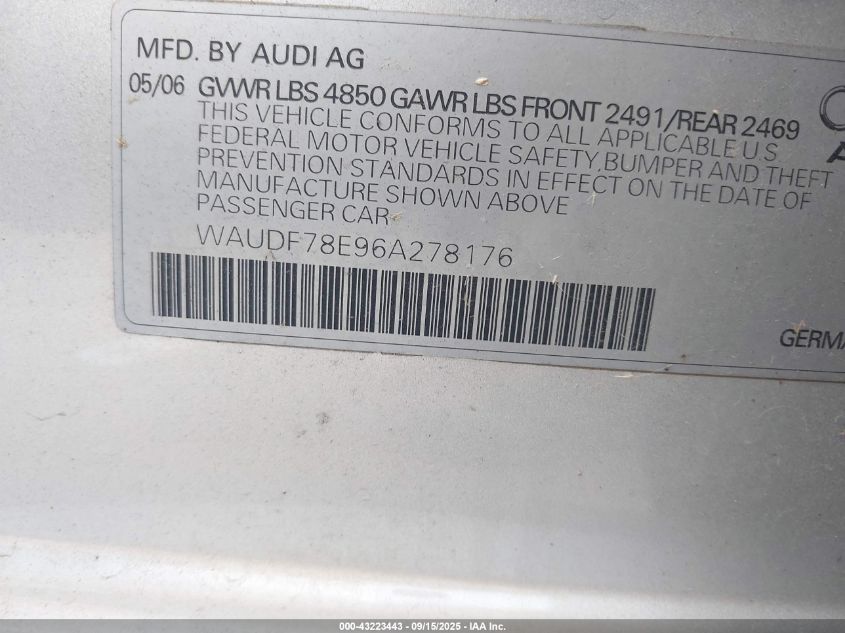 MFD. BY AUDI AG
05/06 GVWR LBS 4850 GAWR LBS FRONT 2491/REAR 2469
THIS VEHICLE CONFORMS TO ALL APPLICABLE U S
FEDERAL MOTOR VEHICLE SAFETY,BUMPER AND THEFT
PREVENTION STANDARDS IN EFFECT ON THE DATE OF
MANUFACTURE SHOWN ABOVE
PASSENGER CAR
WAUDF78E96A278176
GERMA
000-43223443 - 09/15/2025 - IAA Inc.